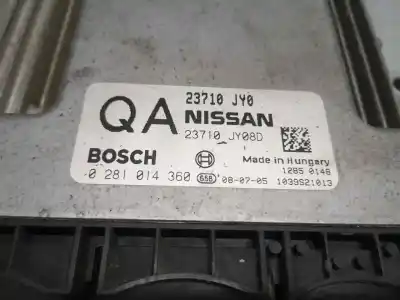 QA 23710 JY0
NISSAN
23710 JY08D
BOSCH
Made in Hungary
1285 0146
0 281 014 360 658 08-07-05 1039S21013